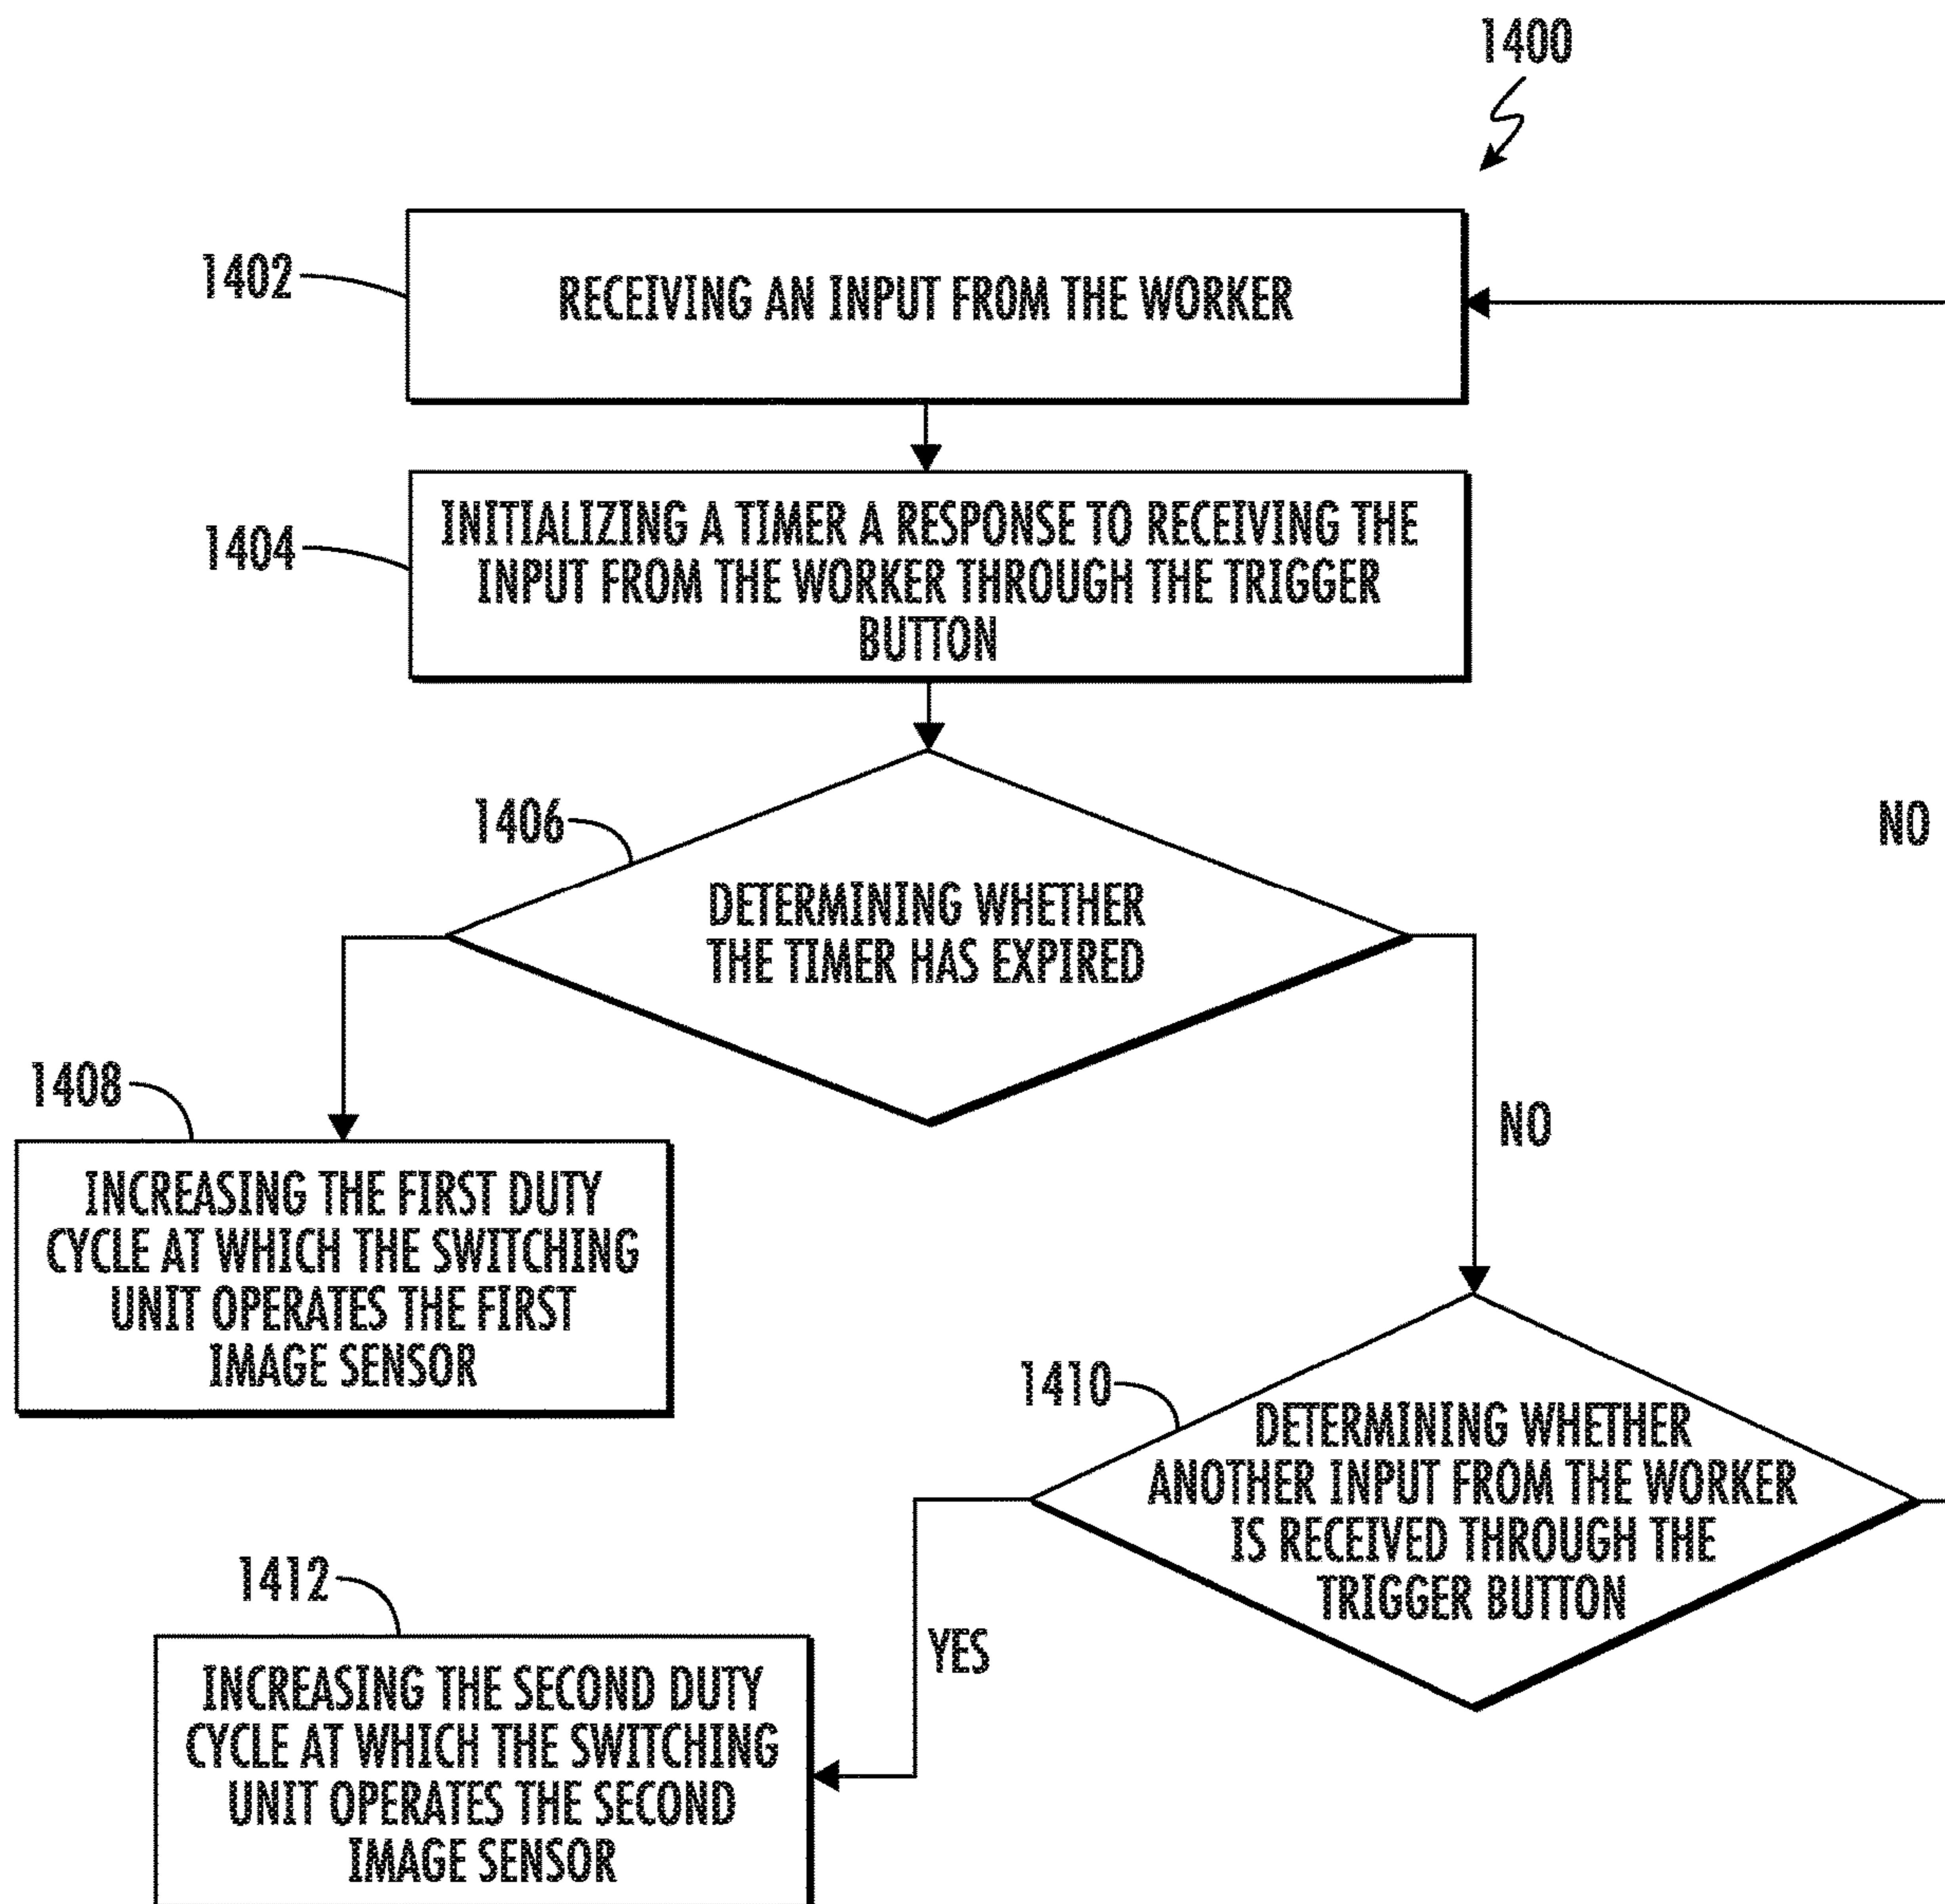 1400
1402
RECEIVING AN INPUT FROM THE WORKER
1404
INITIALIZING A TIMER A RESPONSE TO RECEIVING THE
INPUT FROM THE WORKER THROUGH THE TRIGGER
BUTTON
1406
DETERMINING WHETHER
THE TIMER HAS EXPIRED
NO
1408
INCREASING THE FIRST DUTY
CYCLE AT WHICH THE SWITCHING
UNIT OPERATES THE FIRST
IMAGE SENSOR
NO
1410
DETERMINING WHETHER
ANOTHER INPUT FROM THE WORKER
IS RECEIVED THROUGH THE
TRIGGER BUTTON
YES
1412
INCREASING THE SECOND DUTY
CYCLE AT WHICH THE SWITCHING
UNIT OPERATES THE SECOND
IMAGE SENSOR